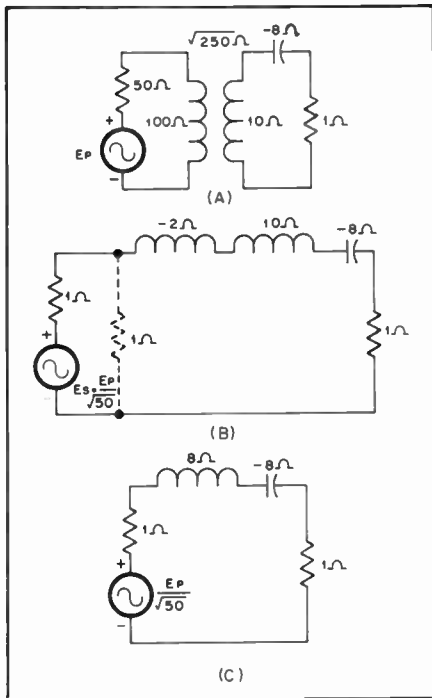 √250Ω
-8Ω
50Ω
100Ω
10Ω
1Ω
+
EP
-
(A)
-2Ω
10Ω
-8Ω
1Ω
1Ω
1Ω
+
ES = EP/√50
-
(B)
8Ω
-8Ω
1Ω
1Ω
+
EP/√50
-
(C)